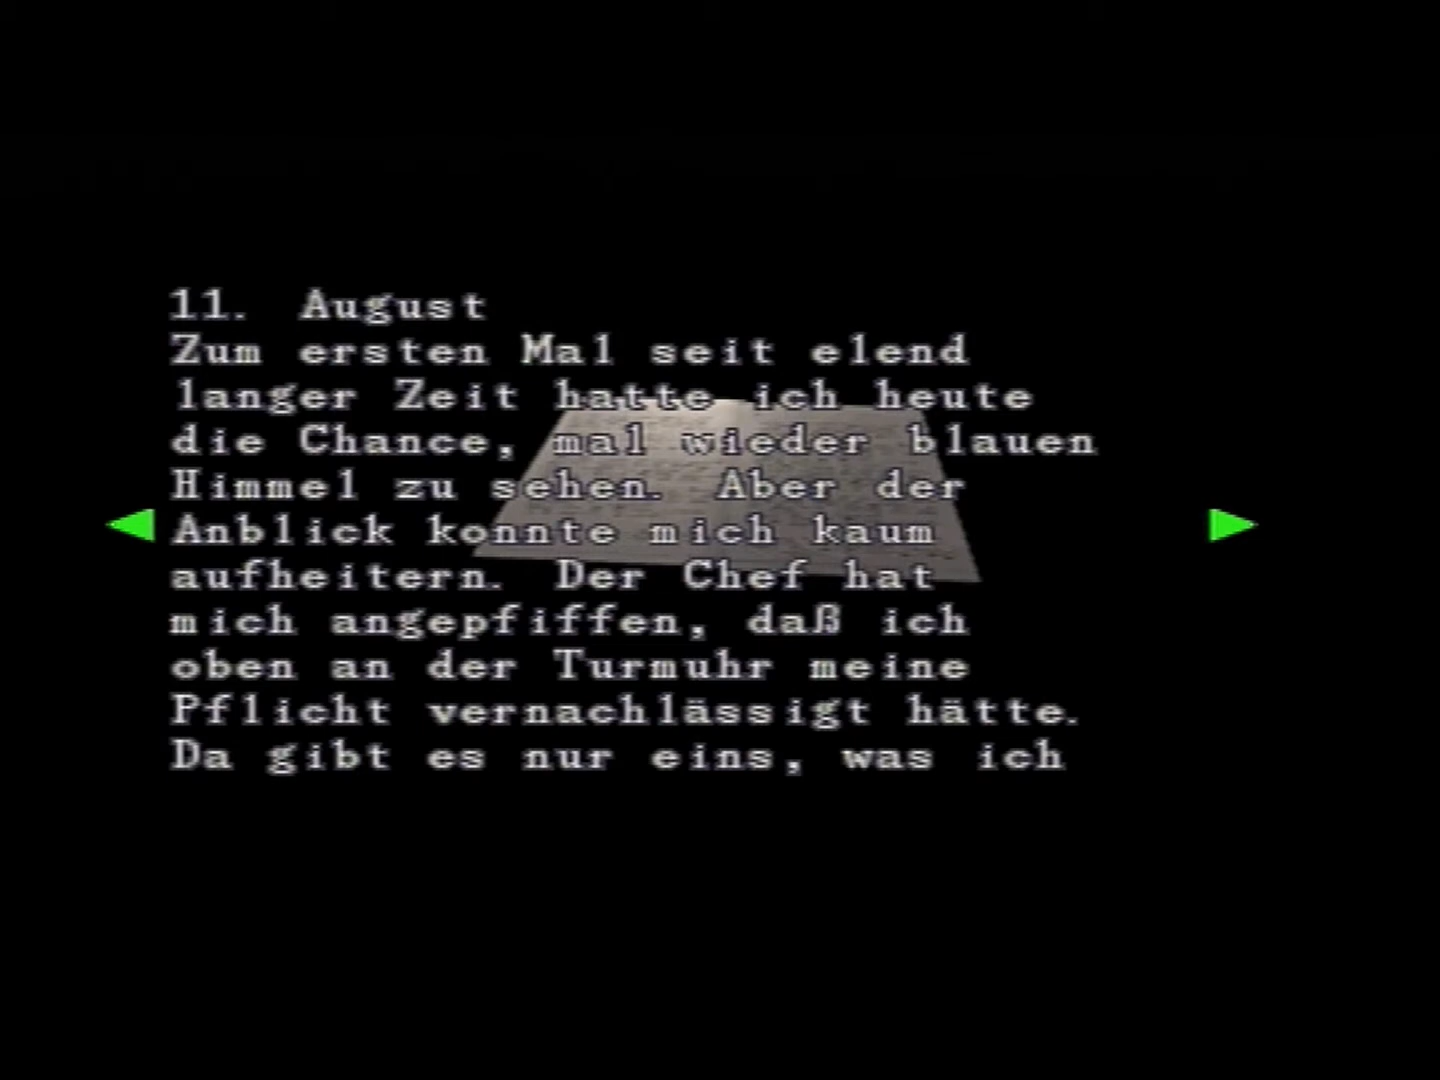 11. August
Zum ersten Mal seit elend
langer Zeit hatte ich heute
die Chance, mal wieder blauen
Himmel zu sehen. Aber der
Anblick konnte mich kaum
aufheitern. Der Chef hat
mich angepfiffen, daß ich
oben an der Turmuhr meine
Pflicht vernachlässigt hätte.
Da gibt es nur eins, was ich